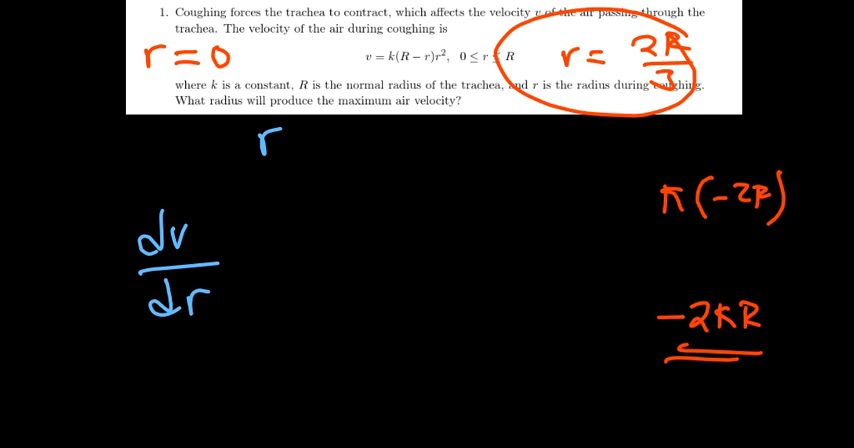 1. Coughing forces the trachea to contract, which affects the velocity v of the air passing through the
trachea. The velocity of the air during coughing is
r = 0
v = k(R − r)r², 0 ≤ r ≤ R
r = 2R/3
where k is a constant, R is the normal radius of the trachea, and r is the radius during coughing.
What radius will produce the maximum air velocity?
r
k(-2R)
dv/dr
-2kR